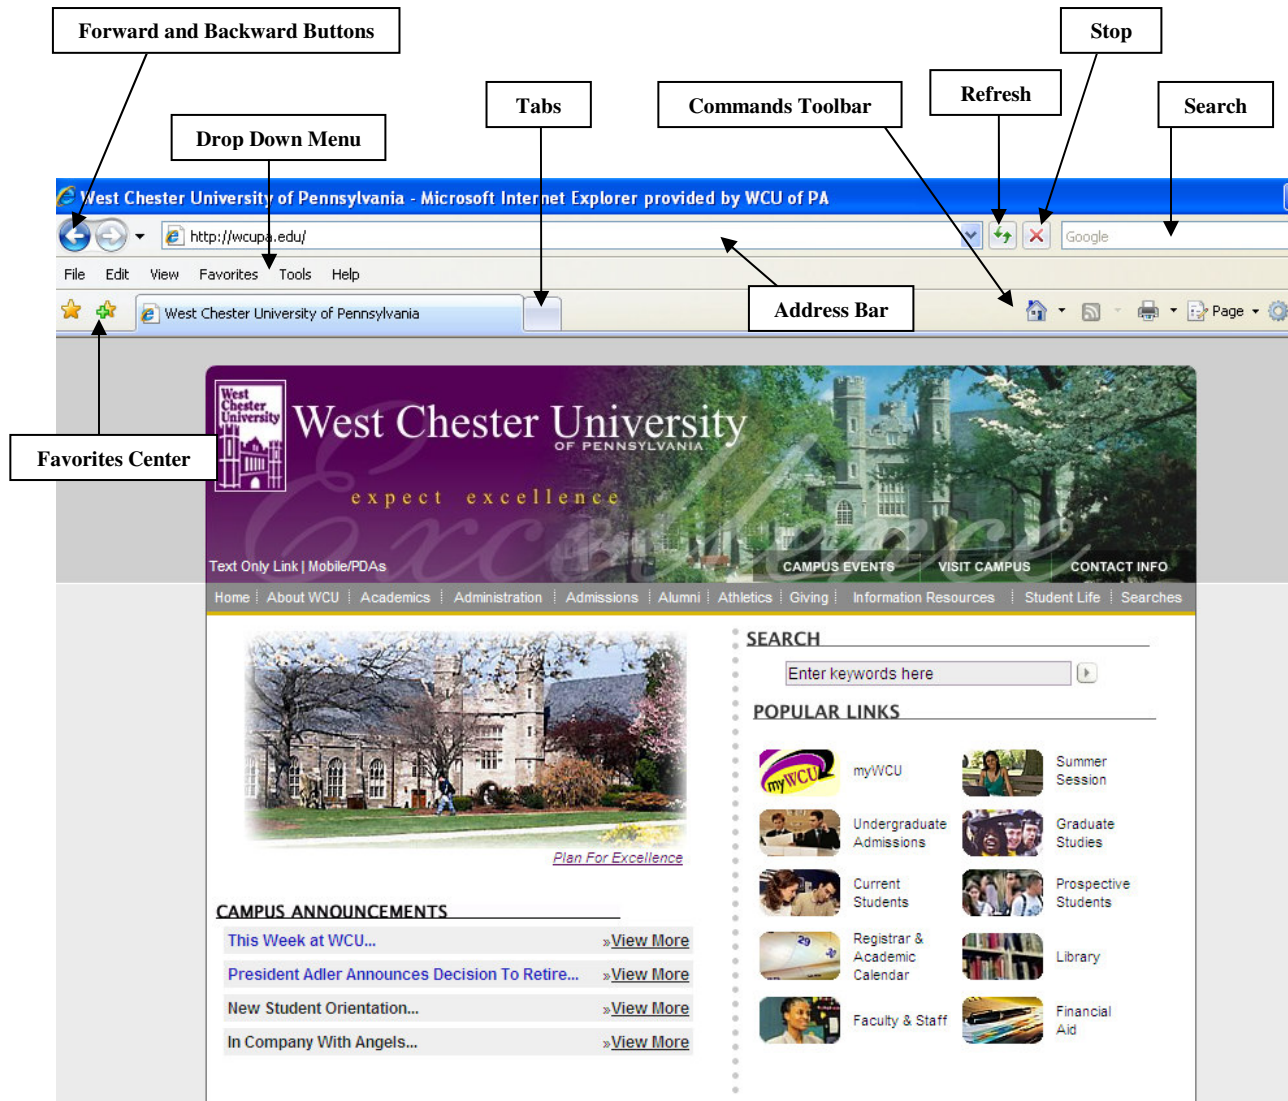 Forward and Backward Buttons
Stop
Tabs
Commands Toolbar
Refresh
Search
Drop Down Menu
West Chester University of Pennsylvania - Microsoft Internet Explorer provided by WCU of PA
http://wcupa.edu/
Google
File Edit View Favorites Tools Help
Address Bar
West Chester University of Pennsylvania
Page
Favorites Center
West
Chester
University
West Chester University
OF PENNSYLVANIA
expect excellence
Excellence
Text Only Link | Mobile/PDAs
CAMPUS EVENTS VISIT CAMPUS CONTACT INFO
Home About WCU Academics Administration Admissions Alumni Athletics Giving Information Resources Student Life Searches
SEARCH
Enter keywords here
POPULAR LINKS
myWCU
myWCU
Summer
Session
Undergraduate
Admissions
Graduate
Studies
Plan For Excellence
Current
Students
Prospective
Students
CAMPUS ANNOUNCEMENTS
This Week at WCU... »View More
President Adler Announces Decision To Retire... »View More
New Student Orientation... »View More
In Company With Angels... »View More
29
30
Registrar &
Academic
Calendar
Library
Faculty & Staff
Financial
Aid